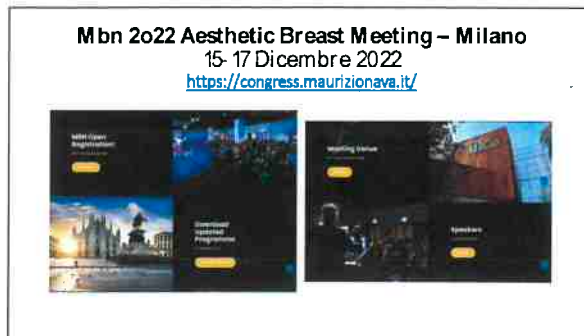 Mbn 2o22 Aesthetic Breast Meeting – Milano
15-17 Dicembre 2022
https://congress.maurizionava.it/
MBN Open
Registration!
Download
Updated
Programme
Meeting Venue
Speakers